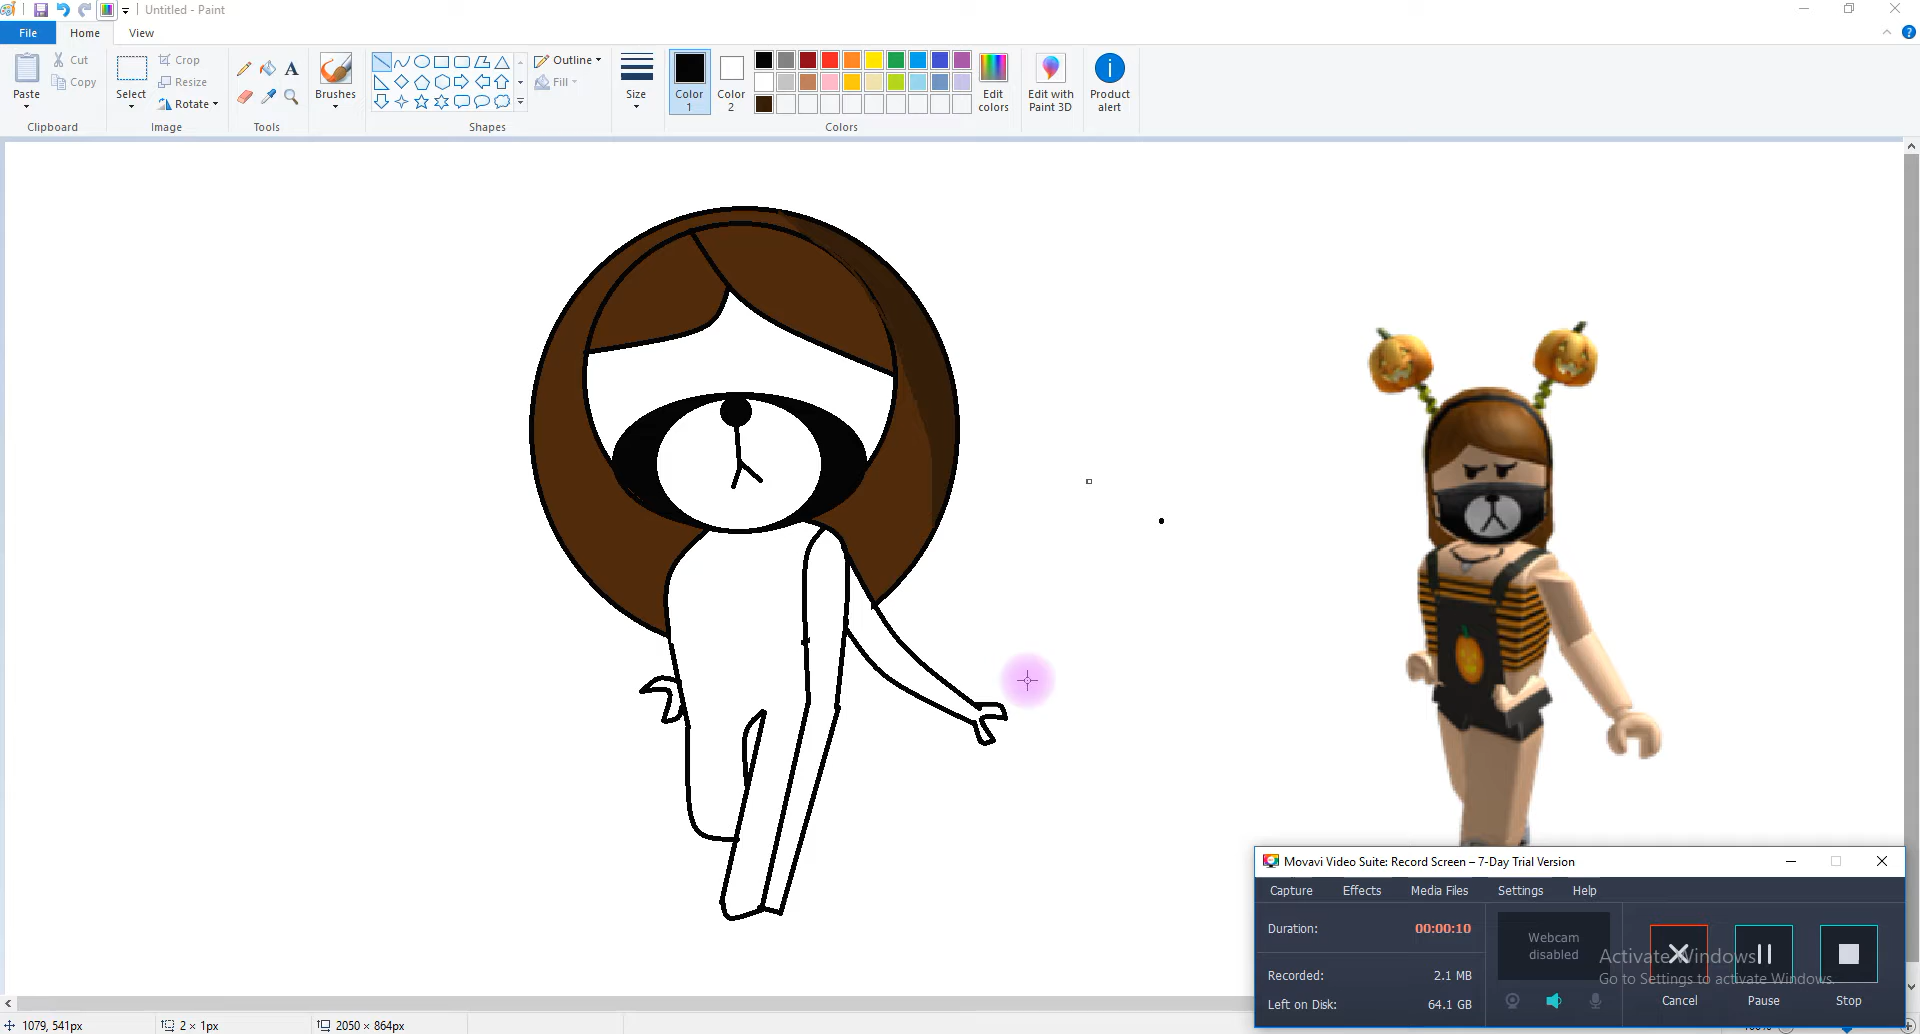 Untitled - Paint
File Home View
Paste Cut Copy Clipboard
Select Crop Resize Rotate Image
Tools
Brushes
Shapes
Outline Fill
Size
Color 1 Color 2 Edit colors Colors
Edit with Paint 3D
Product alert
Movavi Video Suite: Record Screen – 7-Day Trial Version
Capture Effects Media Files Settings Help
Duration: 00:00:10
Webcam disabled
Recorded: 2.1 MB
Left on Disk: 64.1 GB
Activate Windows
Go to Settings to activate Windows.
Cancel Pause Stop
1079, 541px 2 × 1px 2050 × 864px